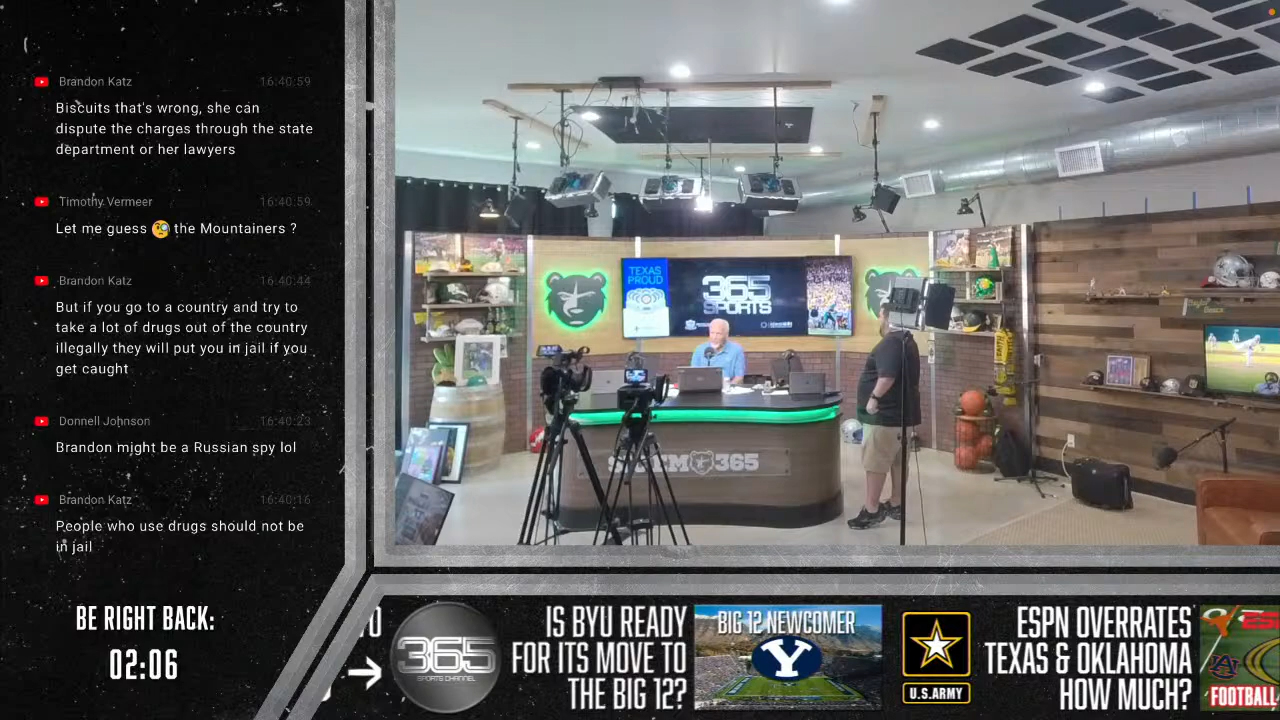 Brandon Katz 16:40:59
Biscuits that's wrong, she can
dispute the charges through the state
department or her lawyers
Timothy Vermeer 16:40:59
Let me guess 🧐 the Mountainers ?
Brandon Katz 16:40:44
But if you go to a country and try to
take a lot of drugs out of the country
illegally they will put you in jail if you
get caught
Donnell Johnson 16:40:23
Brandon might be a Russian spy lol
Brandon Katz 16:40:16
People who use drugs should not be
in jail
BE RIGHT BACK:
02:06
TEXAS
PROUD
365
SPORTS
365
365
SPORTS CHANNEL
IS BYU READY
FOR ITS MOVE TO
THE BIG 12?
BIG 12 NEWCOMER
Y
U.S.ARMY
ESPN OVERRATES
TEXAS & OKLAHOMA
HOW MUCH?
FOOTBALL